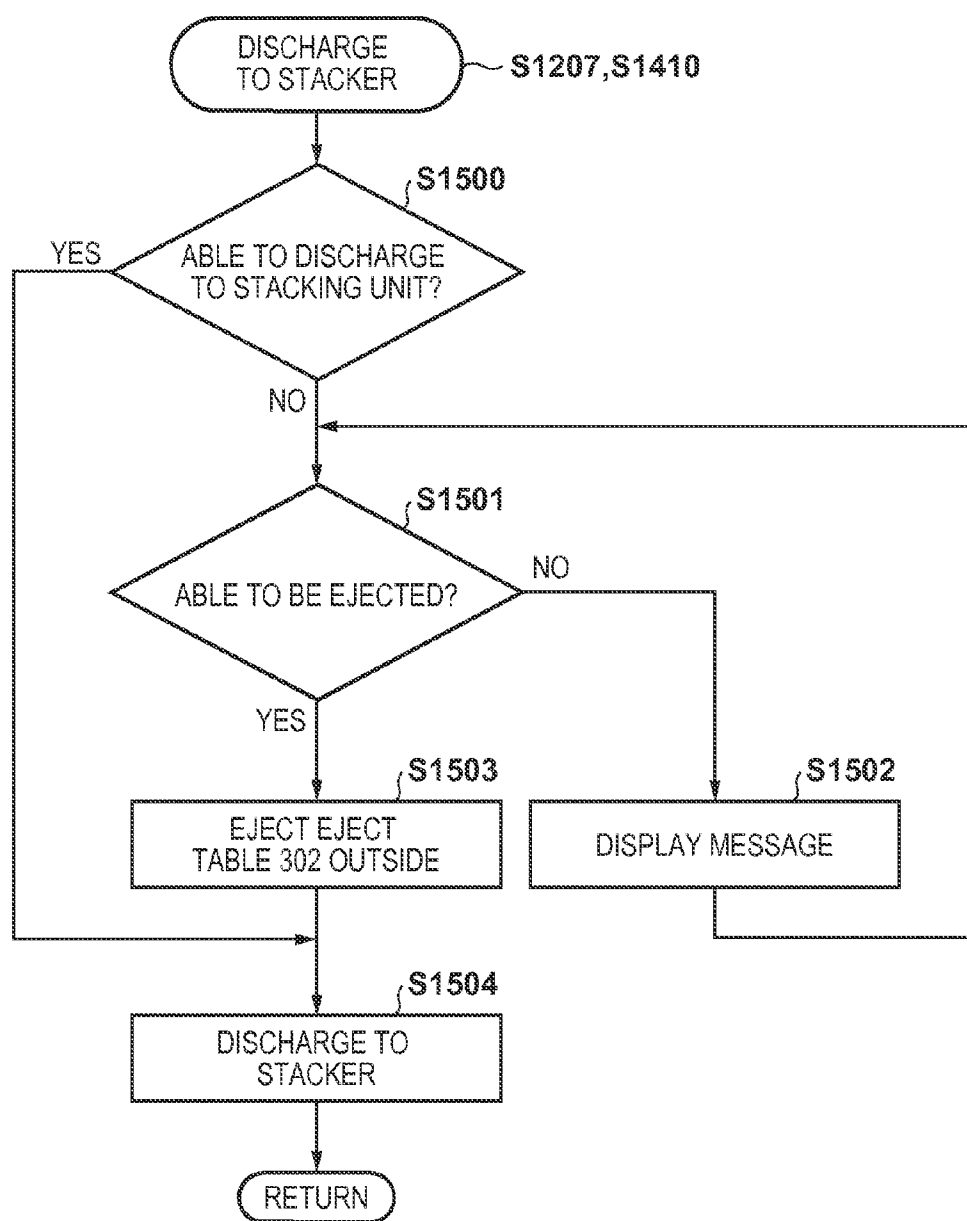 DISCHARGE
TO STACKER
S1207,S1410
S1500
YES
ABLE TO DISCHARGE
TO STACKING UNIT?
NO
S1501
NO
ABLE TO BE EJECTED?
YES
S1503
S1502
EJECT EJECT
TABLE 302 OUTSIDE
DISPLAY MESSAGE
S1504
DISCHARGE TO
STACKER
RETURN